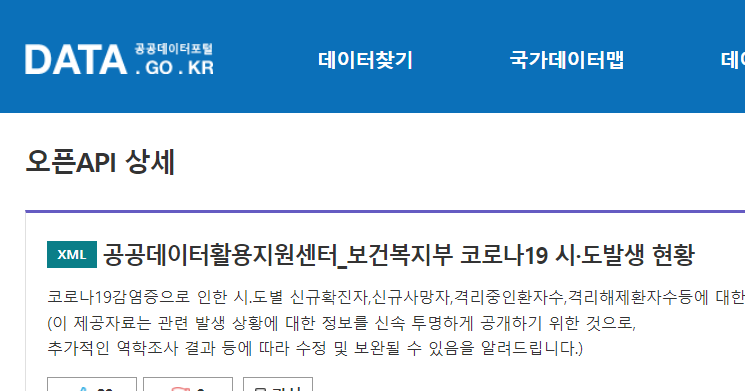 DATA 공공데이터포털
.GO.KR
데이터찾기 국가데이터맵
오픈API 상세
XML 공공데이터활용지원센터_보건복지부 코로나19 시·도발생 현황
코로나19감염증으로 인한 시.도별 신규확진자,신규사망자,격리중인환자수,격리해제환자수등에 대한
(이 제공자료는 관련 발생 상황에 대한 정보를 신속 투명하게 공개하기 위한 것으로,
추가적인 역학조사 결과 등에 따라 수정 및 보완될 수 있음을 알려드립니다.)